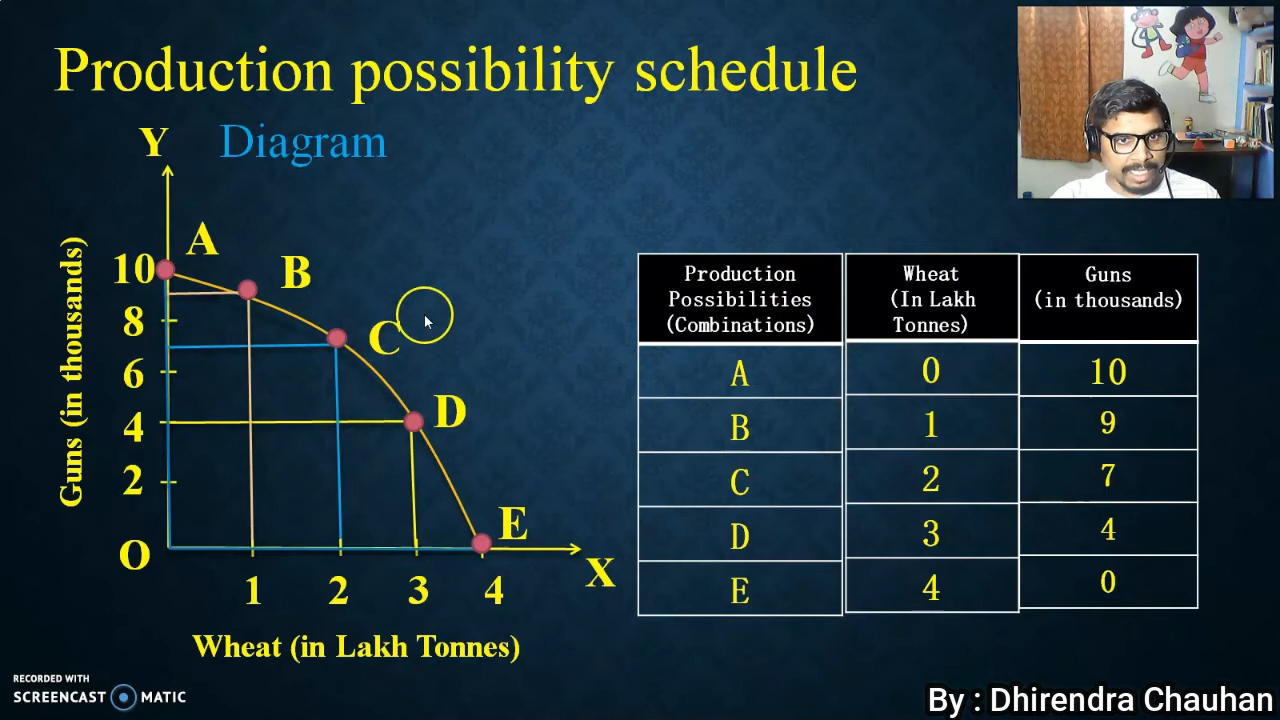 Production possibility schedule
Y
Diagram
Guns (in thousands)
10
8
6
4
2
O
A
B
C
D
E
1 2 3 4
X
Wheat (in Lakh Tonnes)
Production Possibilities (Combinations) Wheat (In Lakh Tonnes) Guns (in thousands)
A 0 10
B 1 9
C 2 7
D 3 4
E 4 0
RECORDED WITH
SCREENCAST MATIC
By : Dhirendra Chauhan